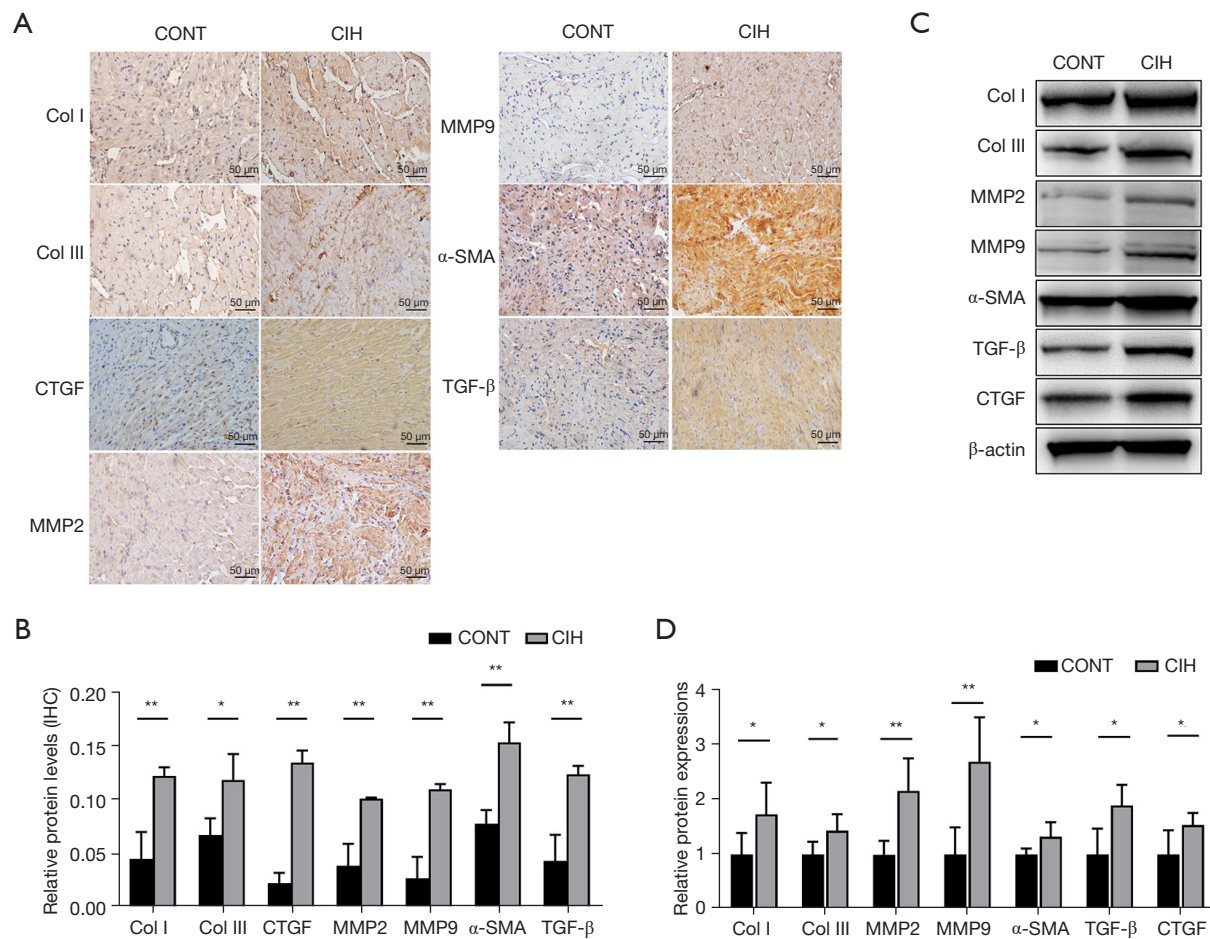 A
CONT CIH
Col I
50 μm 50 μm
Col III
50 μm 50 μm
CTGF
50 μm 50 μm
MMP2
50 μm 50 μm
CONT CIH
MMP9
50 μm 50 μm
α-SMA
50 μm 50 μm
TGF-β
50 μm 50 μm
C
CONT CIH
Col I
Col III
MMP2
MMP9
α-SMA
TGF-β
CTGF
β-actin
B
CONT CIH
Relative protein levels (IHC)
0.20
0.15
0.10
0.05
0.00
** * ** ** ** ** **
Col I Col III CTGF MMP2 MMP9 α-SMA TGF-β
D
CONT CIH
Relative protein expressions
4
3
2
1
0
* * ** ** * * *
Col I Col III MMP2 MMP9 α-SMA TGF-β CTGF